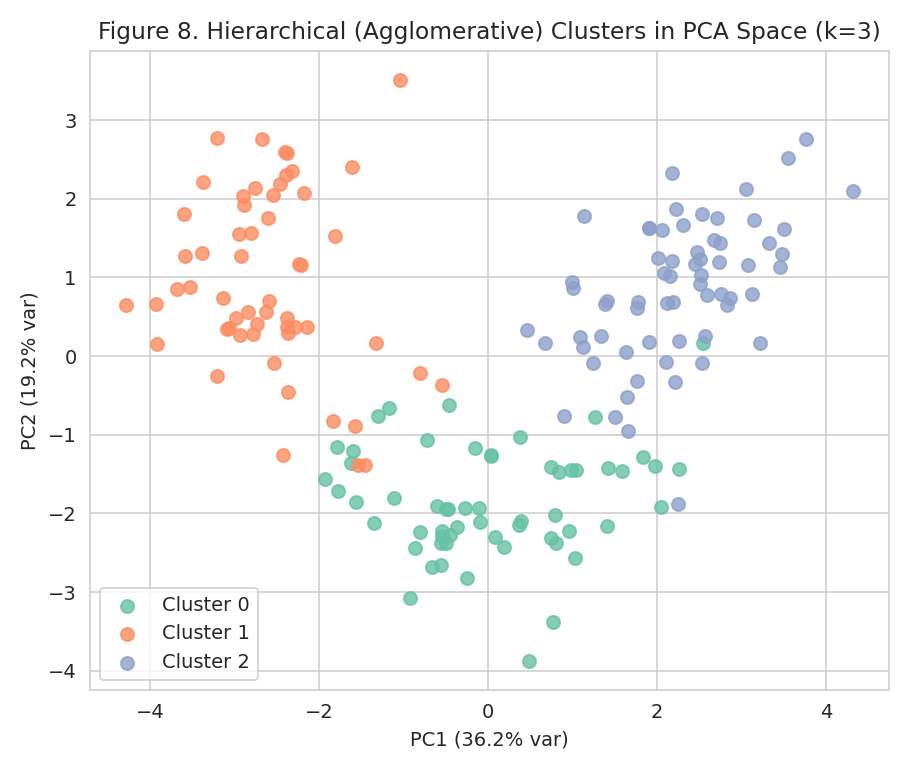 Figure 8. Hierarchical (Agglomerative) Clusters in PCA Space (k=3)
3
2
1
0
−1
−2
−3
−4
PC2 (19.2% var)
Cluster 0
Cluster 1
Cluster 2
−4
−2
0
2
4
PC1 (36.2% var)